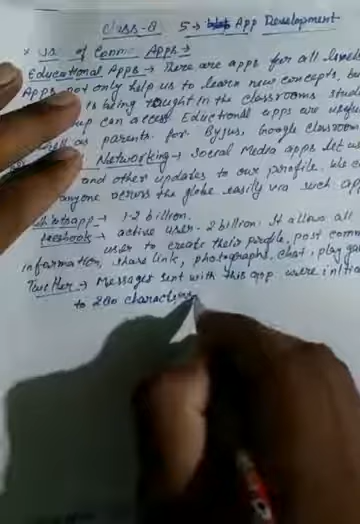 Class-8 5→ App Development
* of Common Apps→
Educational Apps→ There are apps for all levels
Apps not only help us to learn new concepts, bu
is being taught in the classrooms stude
can access Eductional apps are useful
as parents. for Byjus, Google classroom
Networking→ Social Media apps let us
and other updates to our profile. We c
anyone across the globe easily via such app
Whatsapp→ 1.2 billion.
facebook→ active user - 2 billion. It allows all
user to create their profile, post comm
information, share link, photographs, chat, play ga
Twitter→ Messages sent with this app were initia
to 280 characters